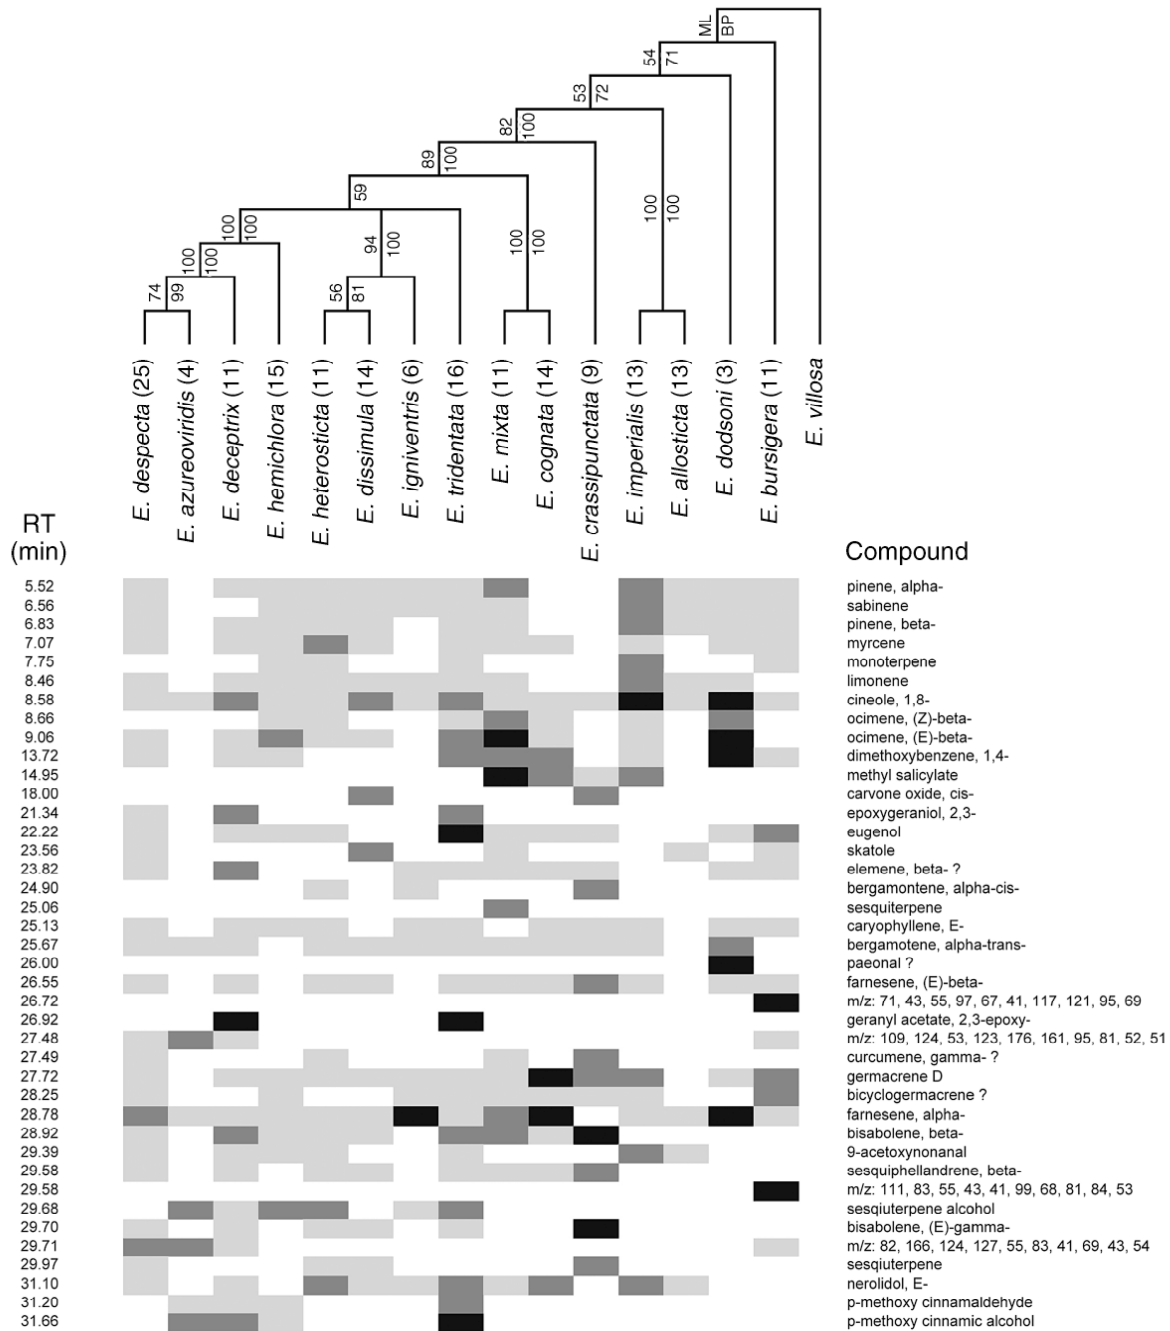 ML
BP
54
71
53
72
82
100
89
100
59
100
100
94
100
100
100
100
100
100
100
74
99
56
81
E. despecta (25)
E. azureoviridis (4)
E. deceptrix (11)
E. hemichlora (15)
E. heterosticta (11)
E. dissimula (14)
E. igniventris (6)
E. tridentata (16)
E. mixta (11)
E. cognata (14)
E. crassipunctata (9)
E. imperialis (13)
E. allosticta (13)
E. dodsoni (3)
E. bursigera (11)
E. villosa
RT
(min)
Compound
5.52 pinene, alpha-
6.56 sabinene
6.83 pinene, beta-
7.07 myrcene
7.75 monoterpene
8.46 limonene
8.58 cineole, 1,8-
8.66 ocimene, (Z)-beta-
9.06 ocimene, (E)-beta-
13.72 dimethoxybenzene, 1,4-
14.95 methyl salicylate
18.00 carvone oxide, cis-
21.34 epoxygeraniol, 2,3-
22.22 eugenol
23.56 skatole
23.82 elemene, beta- ?
24.90 bergamontene, alpha-cis-
25.06 sesquiterpene
25.13 caryophyllene, E-
25.67 bergamotene, alpha-trans-
26.00 paeonal ?
26.55 farnesene, (E)-beta-
26.72 m/z: 71, 43, 55, 97, 67, 41, 117, 121, 95, 69
26.92 geranyl acetate, 2,3-epoxy-
27.48 m/z: 109, 124, 53, 123, 176, 161, 95, 81, 52, 51
27.49 curcumene, gamma- ?
27.72 germacrene D
28.25 bicyclogermacrene ?
28.78 farnesene, alpha-
28.92 bisabolene, beta-
29.39 9-acetoxynonanal
29.58 sesquiphellandrene, beta-
29.58 m/z: 111, 83, 55, 43, 41, 99, 68, 81, 84, 53
29.68 sesqiuterpene alcohol
29.70 bisabolene, (E)-gamma-
29.71 m/z: 82, 166, 124, 127, 55, 83, 41, 69, 43, 54
29.97 sesqiuterpene
31.10 nerolidol, E-
31.20 p-methoxy cinnamaldehyde
31.66 p-methoxy cinnamic alcohol